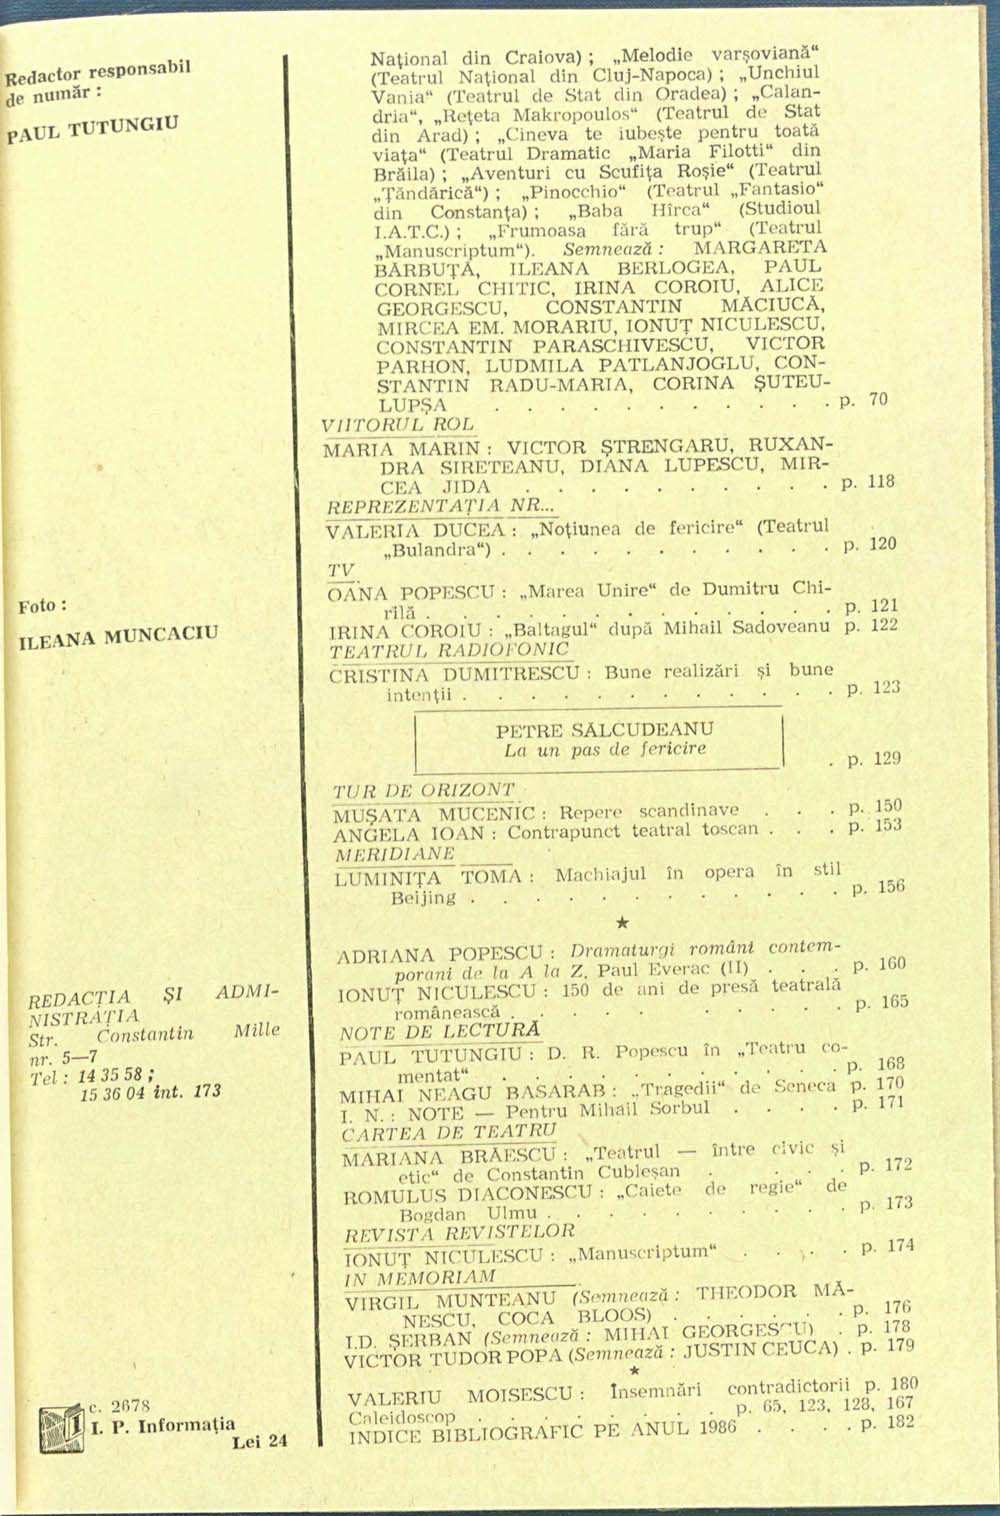 Redactor responsabil
de număr :
PAUL TUTUNGIU
Foto :
ILEANA MUNCACIU
REDACȚIA ȘI ADMI-
NISTRAȚIA
Str. Constantin Mille
nr. 5—7
Tel : 14 35 58 ;
15 36 04 int. 173
c. 2678
I. P. Informația
Lei 24
Național din Craiova) ; „Melodie varșoviană“
(Teatrul Național din Cluj-Napoca) ; „Unchiul
Vania“ (Teatrul de Stat din Oradea) ; „Calan-
dria“, „Rețeta Makropoulos“ (Teatrul de Stat
din Arad) ; „Cineva te iubește pentru toată
viața“ (Teatrul Dramatic „Maria Filotti“ din
Brăila) ; „Aventuri cu Scufița Roșie“ (Teatrul
„Țăndărică“) ; „Pinocchio“ (Teatrul „Fantasio“
din Constanța) ; „Baba Hîrca“ (Studioul
I.A.T.C.) ; „Frumoasa fără trup“ (Teatrul
„Manuscriptum“). Semnează : MARGARETA
BĂRBUȚĂ, ILEANA BERLOGEA, PAUL
CORNEL CHITIC, IRINA COROIU, ALICE
GEORGESCU, CONSTANTIN MĂCIUCĂ,
MIRCEA EM. MORARIU, IONUȚ NICULESCU,
CONSTANTIN PARASCHIVESCU, VICTOR
PARHON, LUDMILA PATLANJOGLU, CON-
STANTIN RADU-MARIA, CORINA ȘUTEU-
LUPȘA . . . . . . . . . . . p. 70
VIITORUL ROL
MARIA MARIN : VICTOR ȘTRENGARU, RUXAN-
DRA SIRETEANU, DIANA LUPESCU, MIR-
CEA JIDA . . . . . . . . . . p. 118
REPREZENTAȚIA NR...
VALERIA DUCEA : „Noțiunea de fericire“ (Teatrul
„Bulandra“) . . . . . . . . . . . p. 120
TV
OANA POPESCU : „Marea Unire“ de Dumitru Chi-
rilă . . . . . . . . . . . . . p. 121
IRINA COROIU : „Baltagul“ după Mihail Sadoveanu p. 122
TEATRUL RADIOFONIC
CRISTINA DUMITRESCU : Bune realizări și bune
intenții . . . . . . . . . . . . p. 123
PETRE SĂLCUDEANU
La un pas de fericire
. p. 129
TUR DE ORIZONT
MUȘATA MUCENIC : Repere scandinave . . . p. 150
ANGELA IOAN : Contrapunct teatral toscan . . . p. 153
MERIDIANE
LUMINIȚA TOMA : Machiajul în opera în stil
Beijing . . . . . . . . . . . . p. 156
★
ADRIANA POPESCU : Dramaturgi români contem-
porani de la A la Z. Paul Everac (II) . . . p. 160
IONUȚ NICULESCU : 150 de ani de presă teatrală
românească . . . . . . . . . . p. 165
NOTE DE LECTURĂ
PAUL TUTUNGIU : D. R. Popescu în „Teatru co-
mentat“ . . . . . . . . . . . p. 168
MIHAI NEAGU BASARAB : „Tragedii“ de Seneca p. 170
I. N. : NOTE — Pentru Mihail Sorbul . . . . p. 171
CARTEA DE TEATRU
MARIANA BRĂESCU : „Teatrul — între civic și
etic“ de Constantin Cubleșan . . . . p. 172
ROMULUS DIACONESCU : „Caiete de regie“ de
Bogdan Ulmu . . . . . . . . . . p. 173
REVISTA REVISTELOR
IONUȚ NICULESCU : „Manuscriptum“ . . . . p. 174
IN MEMORIAM
VIRGIL MUNTEANU (Semnează : THEODOR MĂ-
NESCU, COCA BLOOS) . . . . . . p. 176
I.D. ȘERBAN (Semnează : MIHAI GEORGESCU) . p. 178
VICTOR TUDOR POPA (Semnează : JUSTIN CEUCA) . p. 179
★
VALERIU MOISESCU : Însemnări contradictorii p. 180
Caleidoscop . . . . . . . . p. 65, 123, 128, 167
INDICE BIBLIOGRAFIC PE ANUL 1986 . . . . p. 182